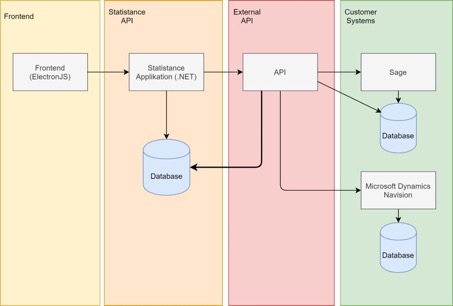 Frontend
Statistance
API
External
API
Customer
Systems
Frontend
(ElectronJS)
Statistance
Applikation (.NET)
API
Sage
Database
Database
Microsoft Dynamics
Navision
Database